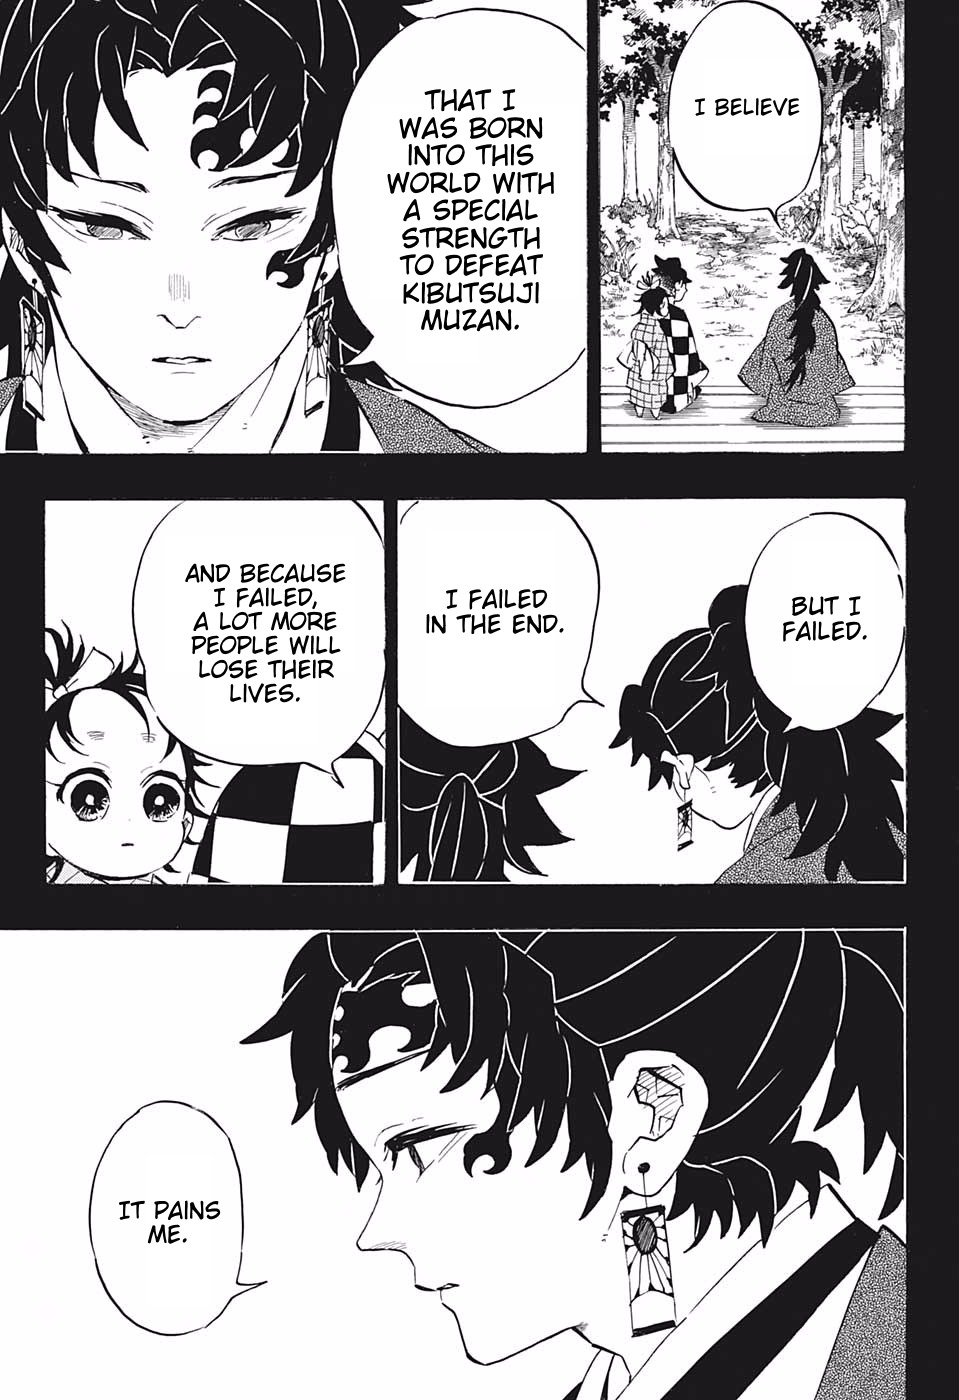 I BELIEVE
THAT I
WAS BORN
INTO THIS
WORLD WITH
A SPECIAL
STRENGTH
TO DEFEAT
KIBUTSUJI
MUZAN.
BUT I
FAILED.
I FAILED
IN THE END.
AND BECAUSE
I FAILED,
A LOT MORE
PEOPLE WILL
LOSE THEIR
LIVES.
IT PAINS
ME.